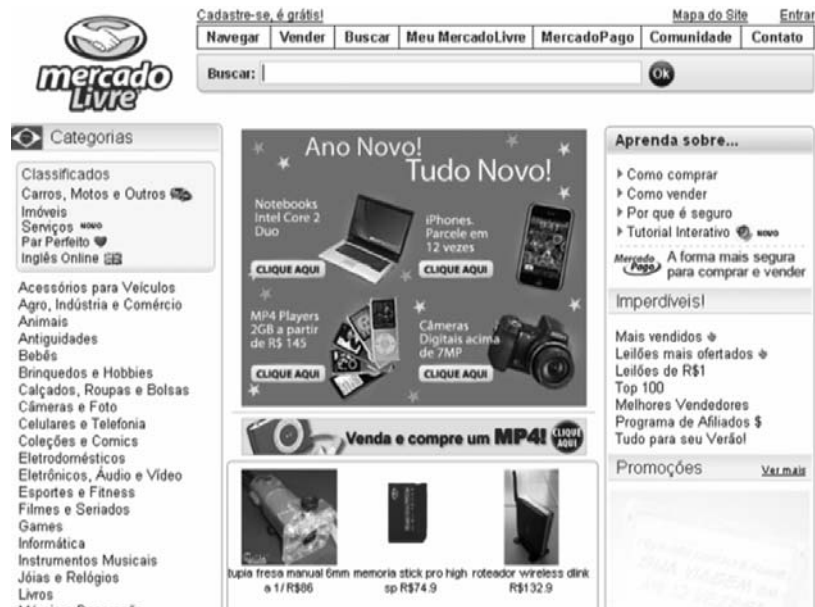 Cadastre-se, é grátis!
Mapa do Site Entrar
Navegar Vender Buscar Meu MercadoLivre MercadoPago Comunidade Contato
mercado
Livre
Buscar: Ok
Categorias
Classificados
Carros, Motos e Outros
Imóveis
Serviços NOVO
Par Perfeito
Inglês Online
Acessórios para Veículos
Agro, Indústria e Comércio
Animais
Antiguidades
Bebês
Brinquedos e Hobbies
Calçados, Roupas e Bolsas
Câmeras e Foto
Celulares e Telefonia
Coleções e Comics
Eletrodomésticos
Eletrônicos, Áudio e Vídeo
Esportes e Fitness
Filmes e Seriados
Games
Informática
Instrumentos Musicais
Jóias e Relógios
Livros
Ano Novo!
Tudo Novo!
Notebooks
Intel Core 2
Duo
CLIQUE AQUI
iPhones.
Parcele em
12 vezes
CLIQUE AQUI
MP4 Players
2GB a partir
de R$ 145
CLIQUE AQUI
Câmeras
Digitais acima
de 7MP
CLIQUE AQUI
Venda e compre um MP4! CLIQUE AQUI
tupia fresa manual 6mm
a 1/ R$86
memoria stick pro high
sp R$74.9
roteador wireless dlink
R$132.9
Aprenda sobre...
Como comprar
Como vender
Por que é seguro
Tutorial Interativo NOVO
Mercado Pago
A forma mais segura
para comprar e vender
Imperdíveis!
Mais vendidos
Leilões mais ofertados
Leilões de R$1
Top 100
Melhores Vendedores
Programa de Afiliados $
Tudo para seu Verão!
Promoções Ver mais